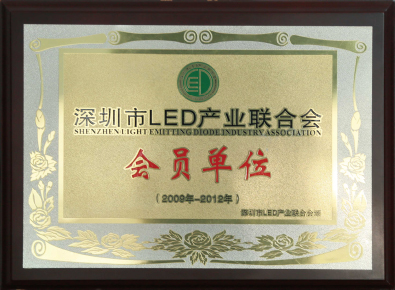 深圳市LED产业联合会
SHENZHEN LIGHT EMITTING DIODE INDUSTRY ASSOCIATION
会员单位
(2009年-2012年)
深圳市LED产业联合会颁